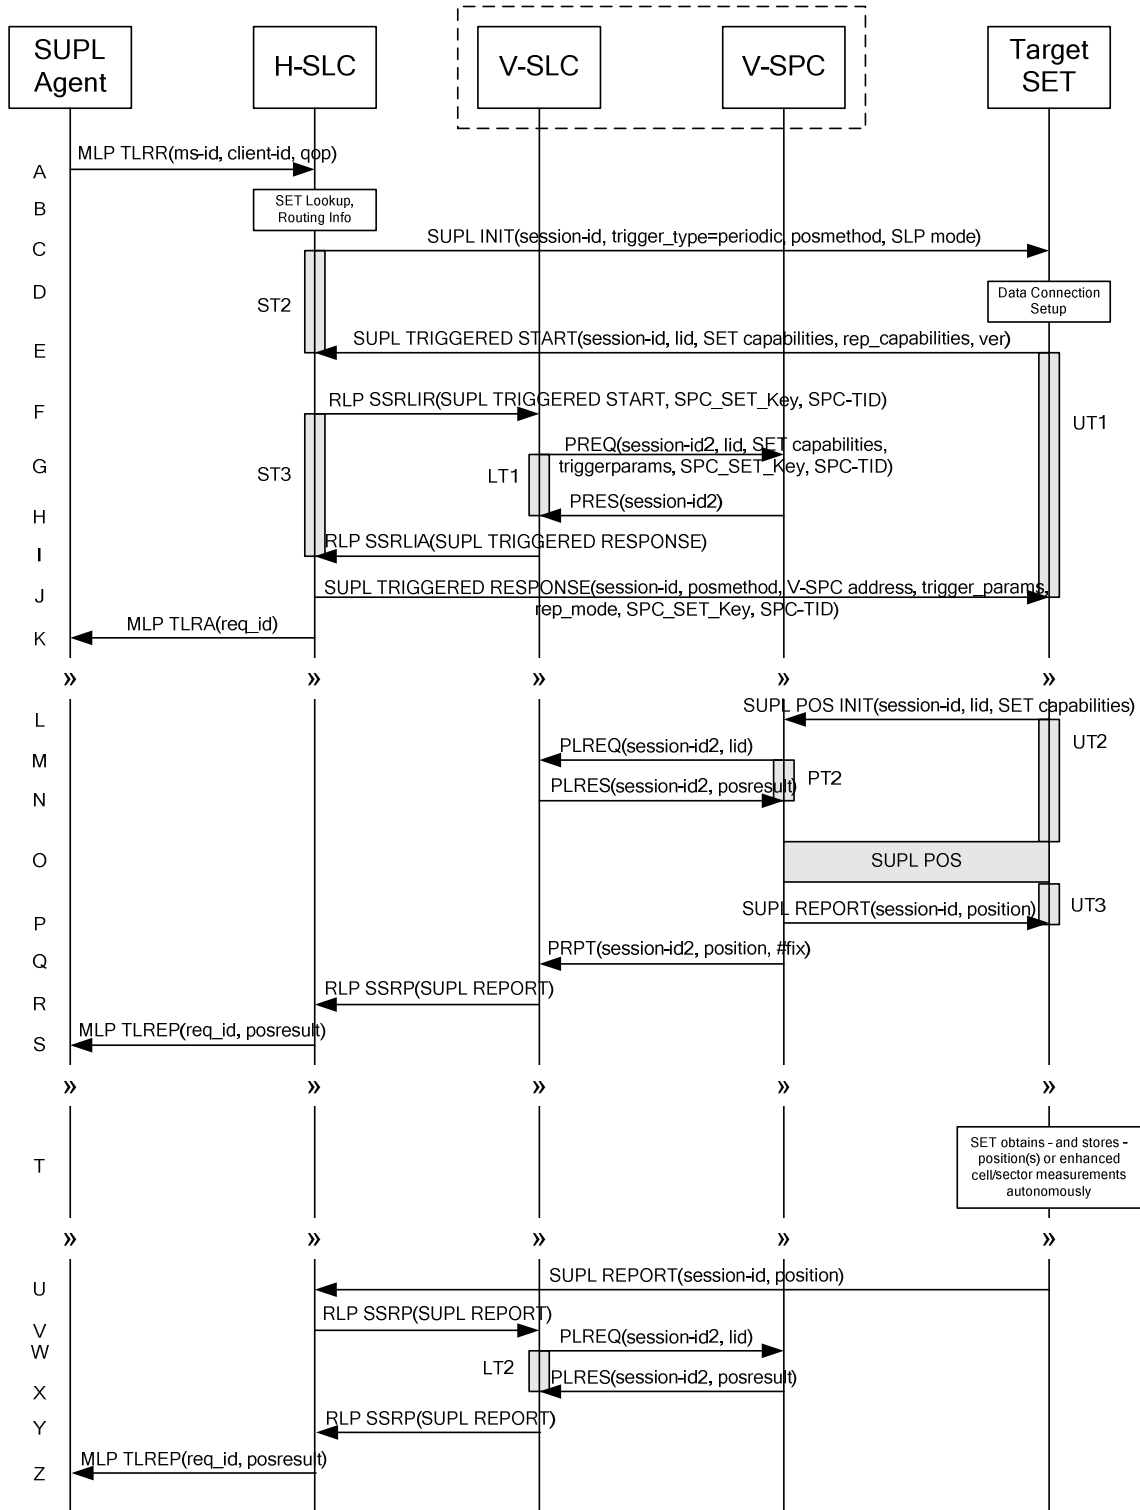 SUPL
Agent
H-SLC
V-SLC
V-SPC
Target
SET
A
MLP TLRR(ms-id, client-id, qop)
B
SET Lookup,
Routing Info
C
SUPL INIT(session-id, trigger_type=periodic, posmethod, SLP mode)
D
ST2
Data Connection
Setup
E
SUPL TRIGGERED START(session-id, lid, SET capabilities, rep_capabilities, ver)
F
RLP SSRLIR(SUPL TRIGGERED START, SPC_SET_Key, SPC-TID)
UT1
G
ST3
LT1
PREQ(session-id2, lid, SET capabilities,
triggerparams, SPC_SET_Key, SPC-TID)
H
PRES(session-id2)
I
RLP SSRLIA(SUPL TRIGGERED RESPONSE)
J
SUPL TRIGGERED RESPONSE(session-id, posmethod, V-SPC address, trigger_params,
rep_mode, SPC_SET_Key, SPC-TID)
K
MLP TLRA(req_id)
» » » » »
L
SUPL POS INIT(session-id, lid, SET capabilities)
M
PLREQ(session-id2, lid)
UT2
N
PLRES(session-id2, posresult)
PT2
O
SUPL POS
P
SUPL REPORT(session-id, position)
UT3
Q
PRPT(session-id2, position, #fix)
R
RLP SSRP(SUPL REPORT)
S
MLP TLREP(req_id, posresult)
» » » » »
T
SET obtains - and stores -
position(s) or enhanced
cell/sector measurements
autonomously
» » » » »
U
SUPL REPORT(session-id, position)
V
RLP SSRP(SUPL REPORT)
W
PLREQ(session-id2, lid)
LT2
X
PLRES(session-id2, posresult)
Y
RLP SSRP(SUPL REPORT)
Z
MLP TLREP(req_id, posresult)